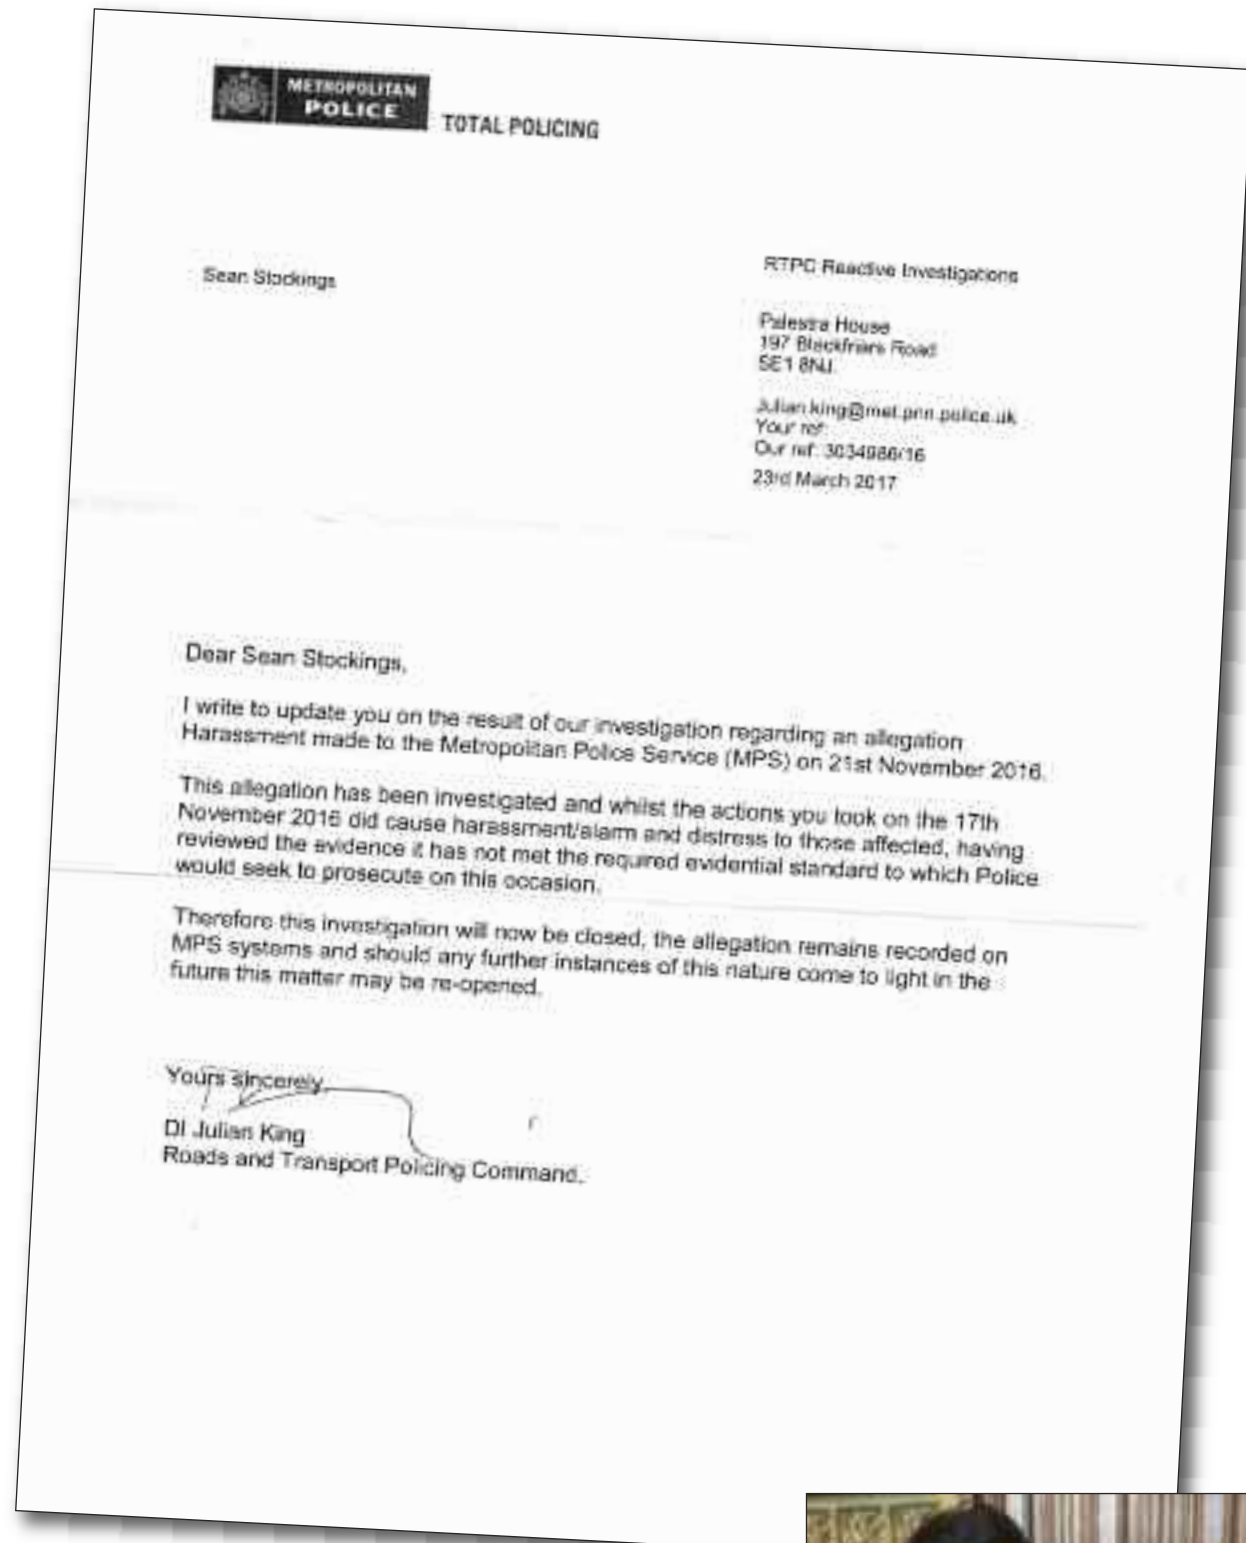 METROPOLITAN
POLICE
TOTAL POLICING
Sean Stockings
RTPC Reactive Investigations
Palestra House
197 Blackfriars Road
SE1 8NJ
Julian.king@met.pnn.police.uk
Your ref:
Our ref: 3034986/16
23rd March 2017
Dear Sean Stockings,
I write to update you on the result of our investigation regarding an allegation
Harassment made to the Metropolitan Police Service (MPS) on 21st November 2016.
This allegation has been investigated and whilst the actions you took on the 17th
November 2016 did cause harassment/alarm and distress to those affected, having
reviewed the evidence it has not met the required evidential standard to which Police
would seek to prosecute on this occasion.
Therefore this investigation will now be closed, the allegation remains recorded on
MPS systems and should any further instances of this nature come to light in the
future this matter may be re-opened.
Yours sincerely,
DI Julian King
Roads and Transport Policing Command.